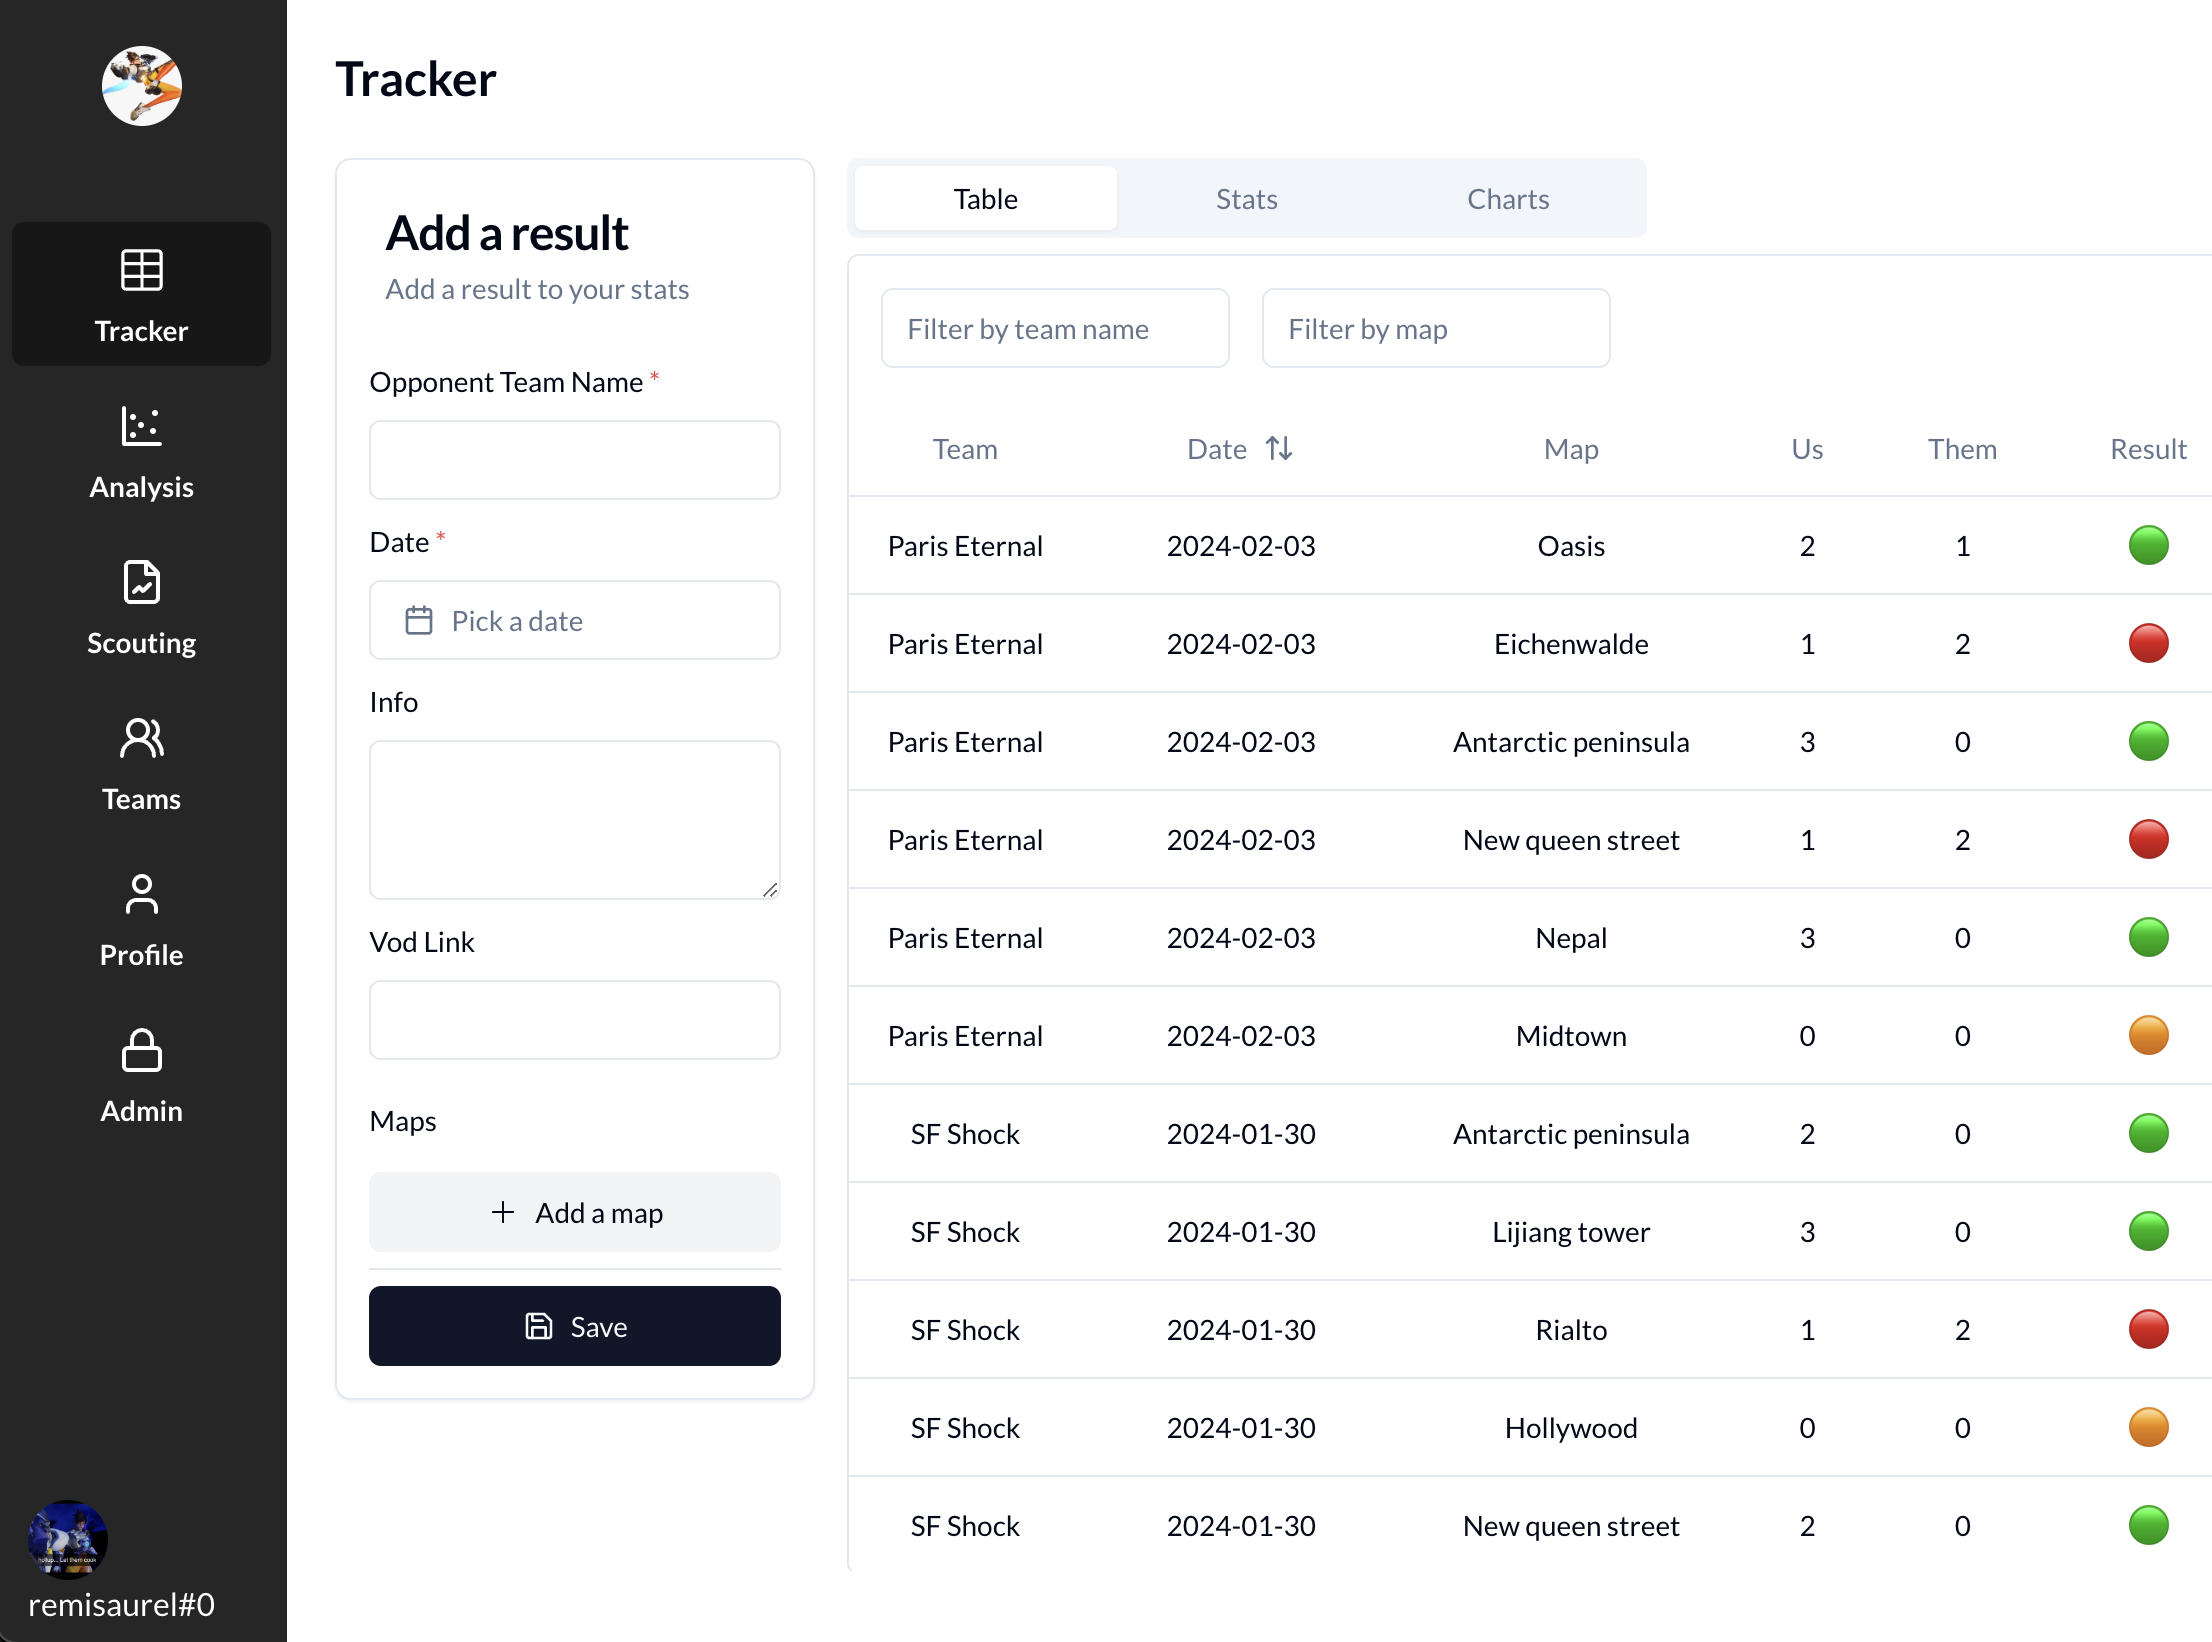 Tracker
Analysis
Scouting
Teams
Profile
Admin
hollup... Let them cook
remisaurel#0
Tracker
Add a result
Add a result to your stats
Opponent Team Name *
Date *
Pick a date
Info
Vod Link
Maps
Add a map
Save
Table Stats Charts
Filter by team name Filter by map
Team Date Map Us Them Result
Paris Eternal 2024-02-03 Oasis 2 1
Paris Eternal 2024-02-03 Eichenwalde 1 2
Paris Eternal 2024-02-03 Antarctic peninsula 3 0
Paris Eternal 2024-02-03 New queen street 1 2
Paris Eternal 2024-02-03 Nepal 3 0
Paris Eternal 2024-02-03 Midtown 0 0
SF Shock 2024-01-30 Antarctic peninsula 2 0
SF Shock 2024-01-30 Lijiang tower 3 0
SF Shock 2024-01-30 Rialto 1 2
SF Shock 2024-01-30 Hollywood 0 0
SF Shock 2024-01-30 New queen street 2 0